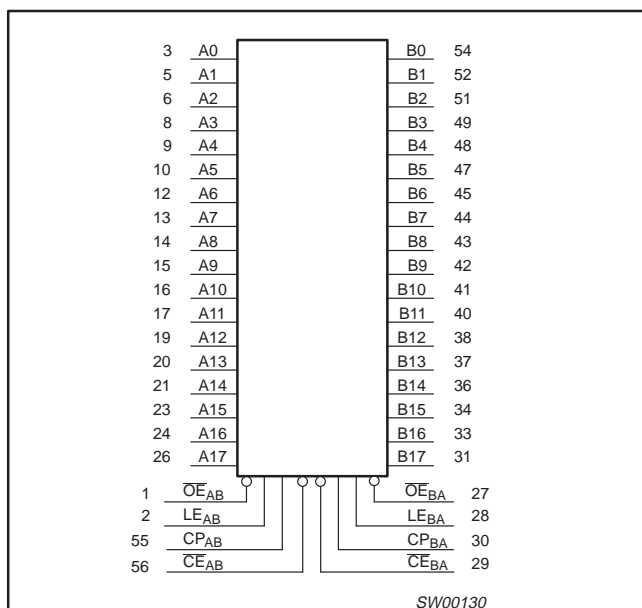 3 A0 B0 54
5 A1 B1 52
6 A2 B2 51
8 A3 B3 49
9 A4 B4 48
10 A5 B5 47
12 A6 B6 45
13 A7 B7 44
14 A8 B8 43
15 A9 B9 42
16 A10 B10 41
17 A11 B11 40
19 A12 B12 38
20 A13 B13 37
21 A14 B14 36
23 A15 B15 34
24 A16 B16 33
26 A17 B17 31
1 O̅E̅AB O̅E̅BA 27
2 LEAB LEBA 28
55 CPAB CPBA 30
56 C̅E̅AB C̅E̅BA 29
SW00130